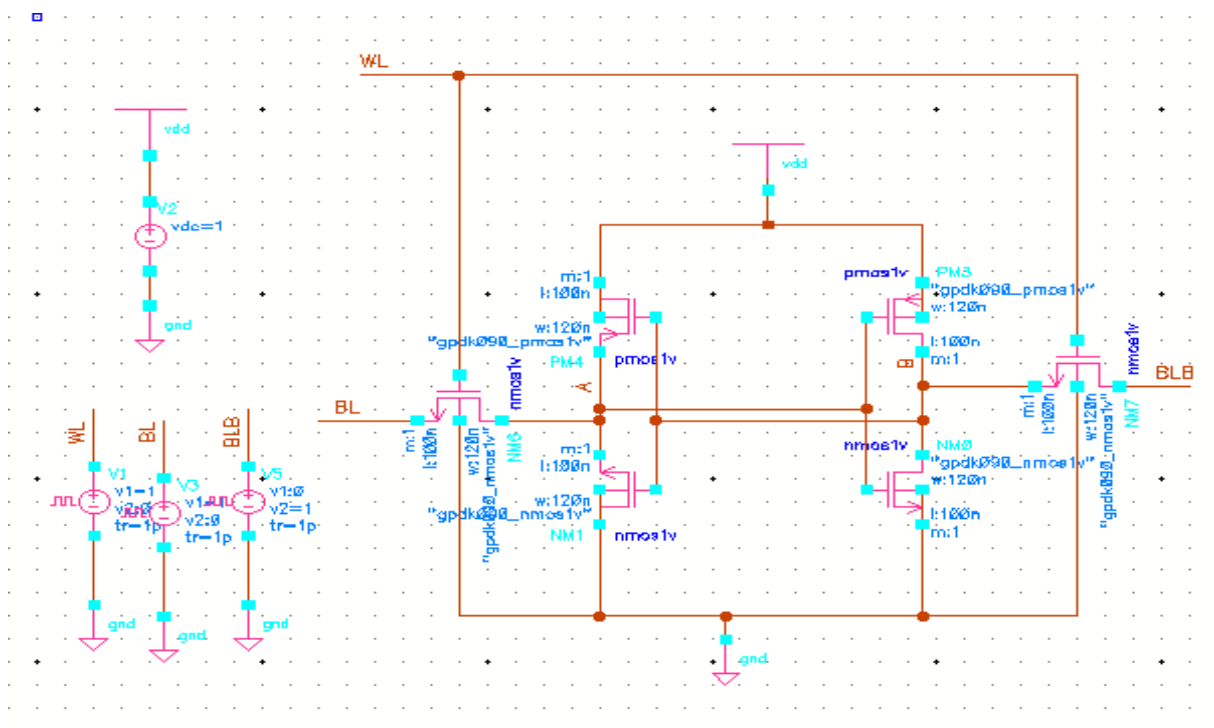 WL
vdd
vdd
V2
vdc=1
gnd
m:1
l:100n
w:120n
"gpdk090_pmos1v"
PM4
pmos1v
A
pmos1v
PM3
"gpdk090_pmos1v"
w:120n
l:100n
m:1
B
BL
m:1
l:100n
w:120n
"gpdk090_nmos1v"
NM6
nmos1v
m:1
l:100n
w:120n
"gpdk090_nmos1v"
NM1
nmos1v
nmos1v
NM0
"gpdk090_nmos1v"
w:120n
l:100n
m:1
m:1
l:100n
w:120n
"gpdk090_nmos1v"
NM7
nmos1v
BLB
WL
BL
BLB
V1
v1=1
tr=1p
V3
v2:0
tr=1p
V5
v1:0
v2=1
tr=1p
gnd
gnd
gnd
gnd